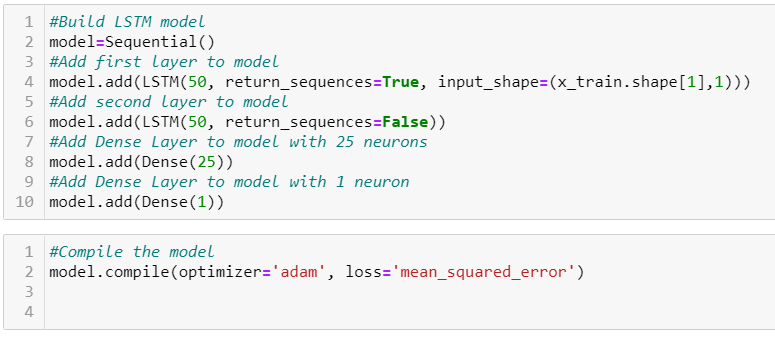 1 #Build LSTM model
2 model=Sequential()
3 #Add first layer to model
4 model.add(LSTM(50, return_sequences=True, input_shape=(x_train.shape[1],1)))
5 #Add second layer to model
6 model.add(LSTM(50, return_sequences=False))
7 #Add Dense Layer to model with 25 neurons
8 model.add(Dense(25))
9 #Add Dense Layer to model with 1 neuron
10 model.add(Dense(1))
1 #Compile the model
2 model.compile(optimizer='adam', loss='mean_squared_error')
3
4